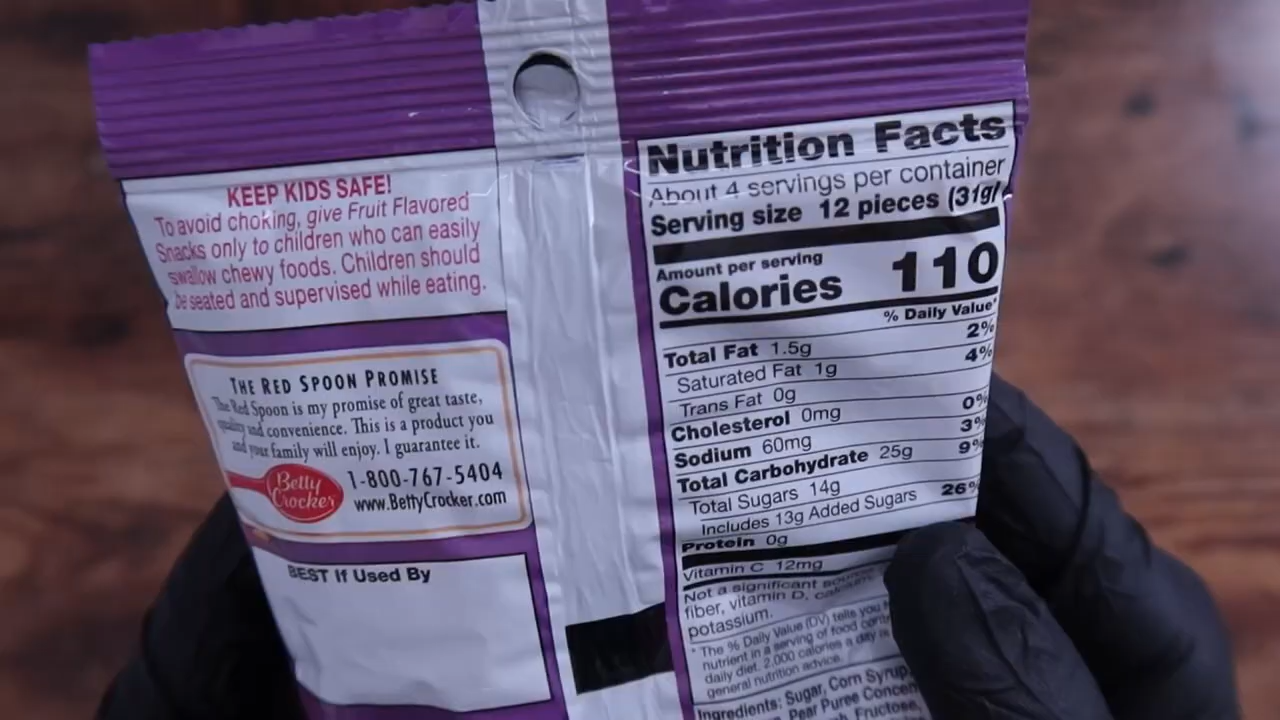 KEEP KIDS SAFE!
To avoid choking, give Fruit Flavored
Snacks only to children who can easily
swallow chewy foods. Children should
be seated and supervised while eating.
THE RED SPOON PROMISE
The Red Spoon is my promise of great taste,
quality and convenience. This is a product you
and your family will enjoy. I guarantee it.
Betty
Crocker
1-800-767-5404
www.BettyCrocker.com
BEST If Used By
Nutrition Facts
About 4 servings per container
Serving size 12 pieces (31g)
Amount per serving
Calories 110
% Daily Value*
Total Fat 1.5g 2%
Saturated Fat 1g 4%
Trans Fat 0g
Cholesterol 0mg 0%
Sodium 60mg 3%
Total Carbohydrate 25g 9%
Total Sugars 14g
Includes 13g Added Sugars 26%
Protein 0g
Vitamin C 12mg
Not a significant source
fiber, vitamin D, calcium
potassium.
* The % Daily Value (DV) tells you
nutrient in a serving of food
daily diet. 2,000 calories a day is
general nutrition advice.
Ingredients: Sugar, Corn Syrup,
Pear Puree
Fructose,